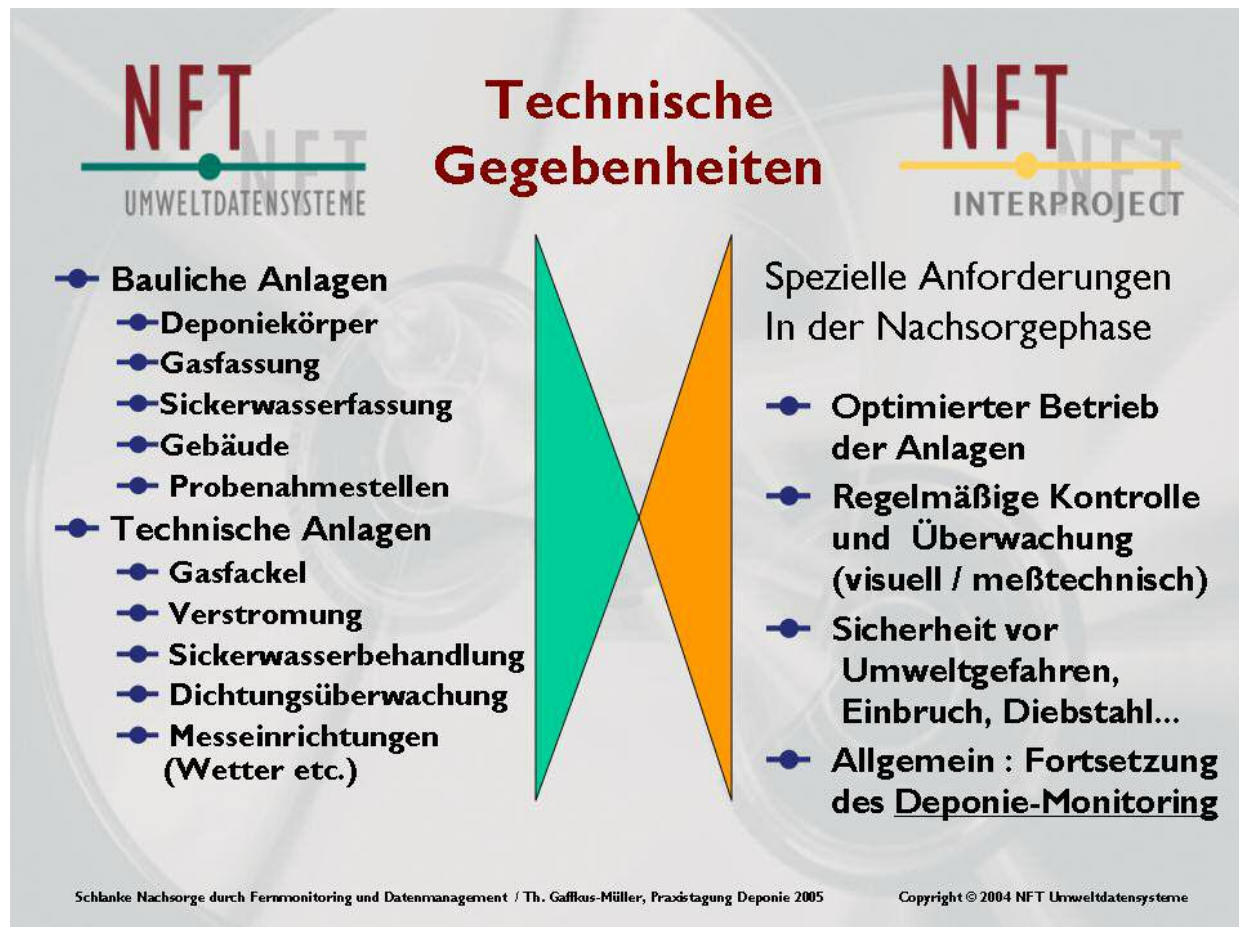 NFT
UMWELTDATENSYSTEME
Technische
Gegebenheiten
NFT
INTERPROJECT
Bauliche Anlagen
Deponiekörper
Gasfassung
Sickerwasserfassung
Gebäude
Probenahmestellen
Technische Anlagen
Gasfackel
Verstromung
Sickerwasserbehandlung
Dichtungsüberwachung
Messeinrichtungen
(Wetter etc.)
Spezielle Anforderungen
In der Nachsorgephase
Optimierter Betrieb
der Anlagen
Regelmäßige Kontrolle
und Überwachung
(visuell / meßtechnisch)
Sicherheit vor
Umweltgefahren,
Einbruch, Diebstahl...
Allgemein : Fortsetzung
des Deponie-Monitoring
Schlanke Nachsorge durch Fernmonitoring und Datenmanagement / Th. Gaffkus-Müller, Praxistagung Deponie 2005
Copyright © 2004 NFT Umweltdatensysteme